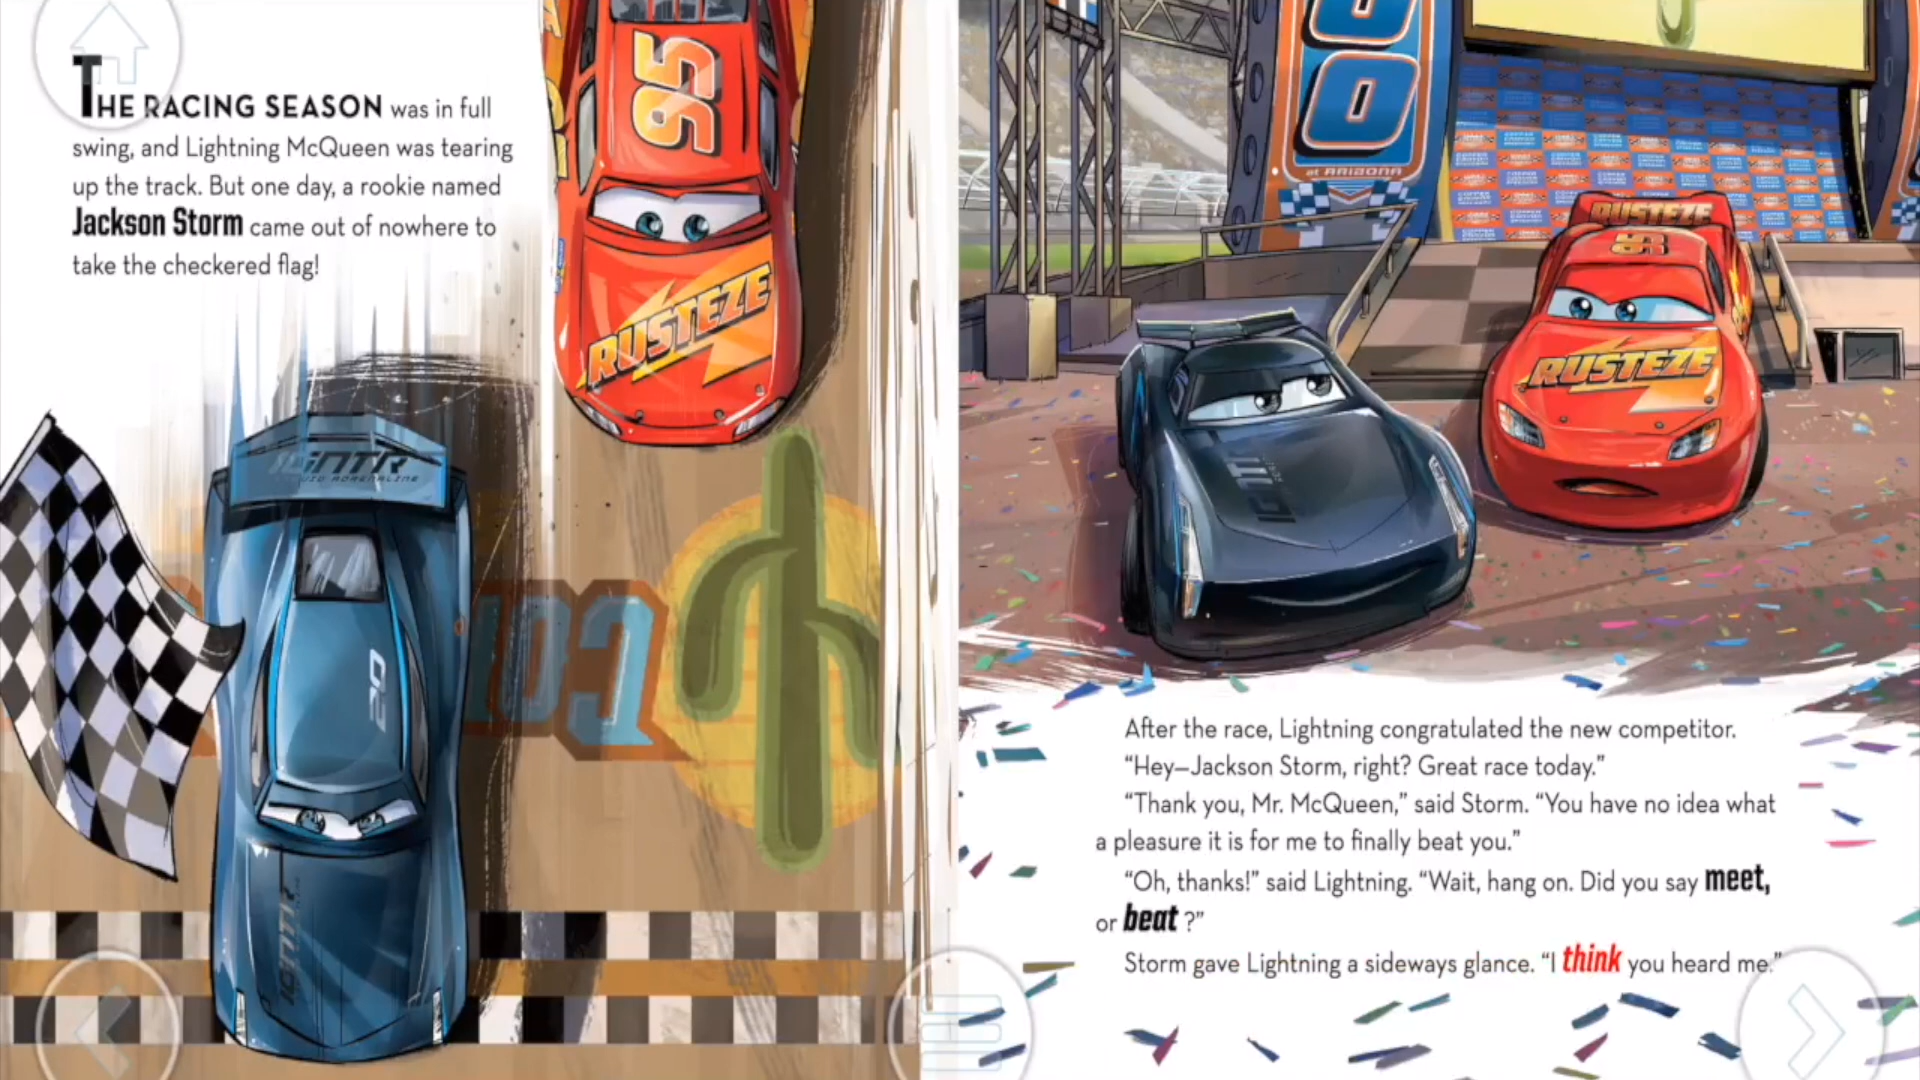 THE RACING SEASON was in full
swing, and Lightning McQueen was tearing
up the track. But one day, a rookie named
Jackson Storm came out of nowhere to
take the checkered flag!
95
RUSTEZE
IGNTR
20
IGNTR
at ARIZONA
RUSTEZE
95
RUSTEZE
After the race, Lightning congratulated the new competitor.
“Hey—Jackson Storm, right? Great race today.”
“Thank you, Mr. McQueen,” said Storm. “You have no idea what
a pleasure it is for me to finally beat you.”
“Oh, thanks!” said Lightning. “Wait, hang on. Did you say meet,
or beat ?”
Storm gave Lightning a sideways glance. “I think you heard me.”